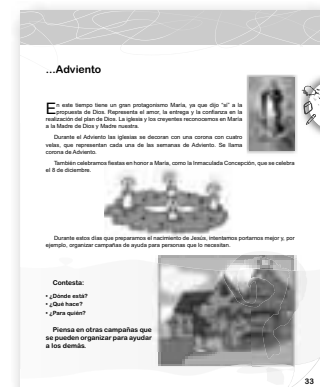 ...Adviento
En este tiempo tiene un gran protagonismo María, ya que dijo "sí" a la
propuesta de Dios. Representa el amor, la entrega y la confianza en la
realización del plan de Dios. La iglesia y los creyentes reconocemos en María
a la Madre de Dios y Madre nuestra.
Durante el Adviento las iglesias se decoran con una corona con cuatro
velas, que representan cada una de las semanas de Adviento. Se llama
corona de Adviento.
También celebramos fiestas en honor a María, como la Inmaculada Concepción, que se celebra
el 8 de diciembre.
Durante estos días que preparamos el nacimiento de Jesús, intentamos portarnos mejor y, por
ejemplo, organizar campañas de ayuda para personas que lo necesitan.
Contesta:
• ¿Dónde está?
• ¿Qué hace?
• ¿Para quién?
Piensa en otras campañas que
se pueden organizar para ayudar
a los demás.
33